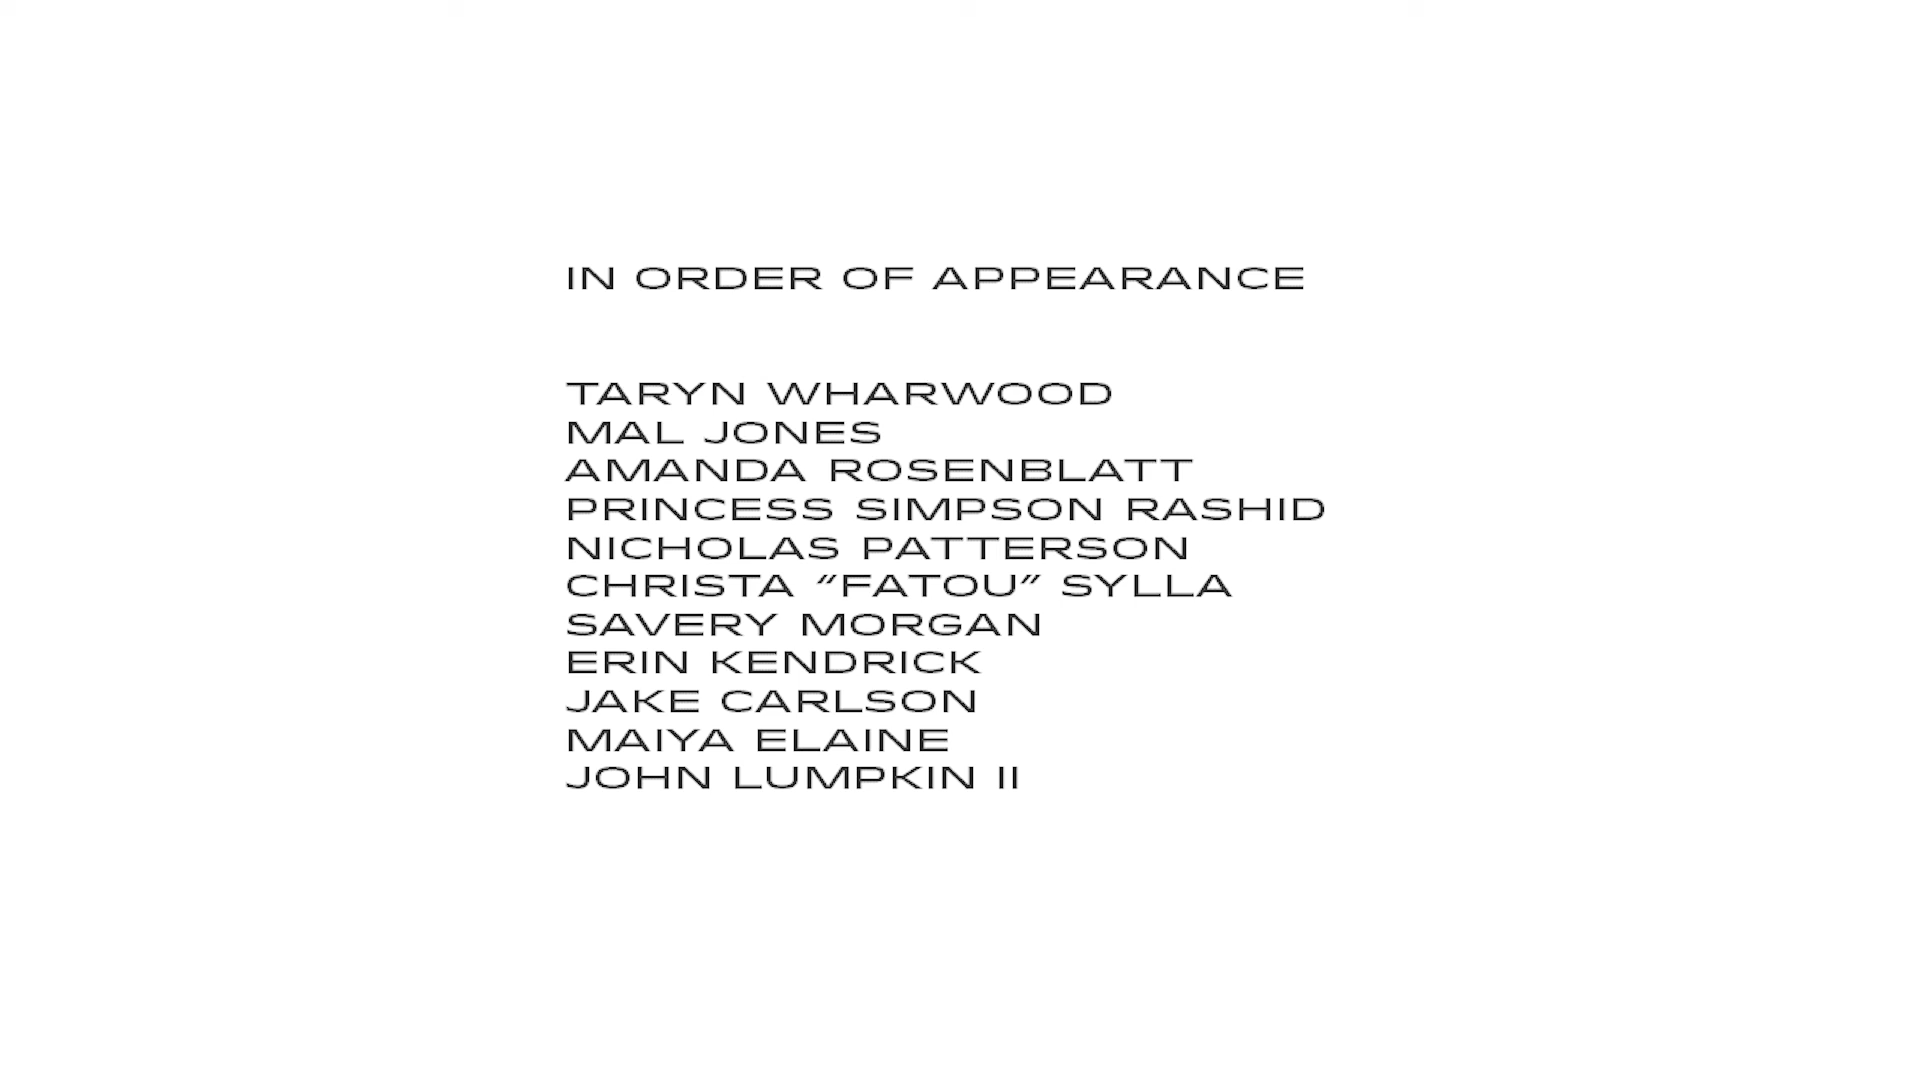 IN ORDER OF APPEARANCE
TARYN WHARWOOD
MAL JONES
AMANDA ROSENBLATT
PRINCESS SIMPSON RASHID
NICHOLAS PATTERSON
CHRISTA “FATOU” SYLLA
SAVERY MORGAN
ERIN KENDRICK
JAKE CARLSON
MAIYA ELAINE
JOHN LUMPKIN II